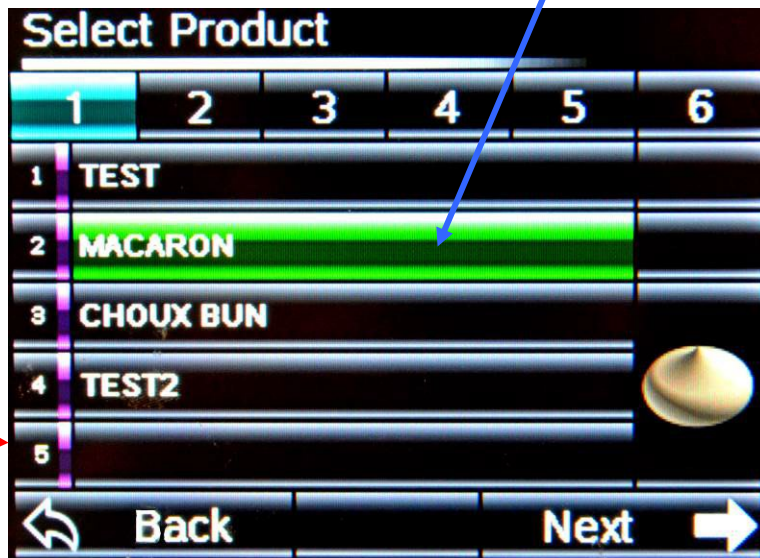 Select Product
1 2 3 4 5 6
1 TEST
2 MACARON
3 CHOUX BUN
4 TEST2
5
Back Next